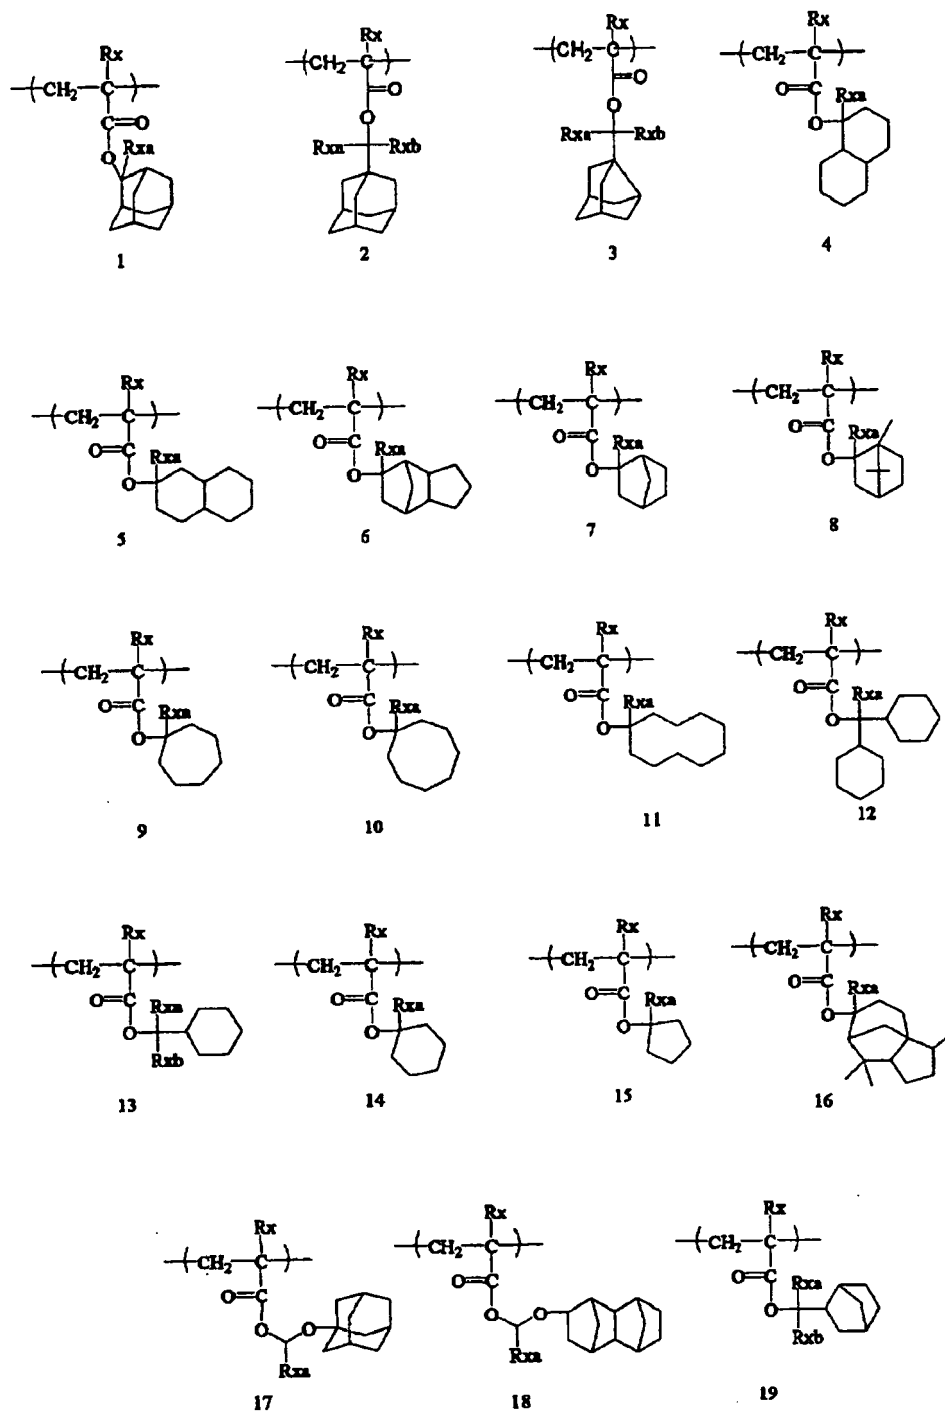 Rx Rx Rx Rx
CH2 C CH2 C CH2 C CH2 C
C=O C=O C=O O=C
O Rxa O O O Rxa
Rxa Rxb Rxa Rxb
1 2 3 4
Rx Rx Rx Rx
CH2 C CH2 C CH2 C CH2 C
O=C O=C O=C O=C
O Rxa O Rxa O Rxa O Rxa
5 6 7 8
Rx Rx Rx Rx
CH2 C CH2 C CH2 C CH2 C
O=C O=C O=C O=C
O Rxa O Rxa O Rxa O Rxa
9 10 11 12
Rx Rx Rx Rx
CH2 C CH2 C CH2 C CH2 C
O=C O=C O=C O=C
O Rxa O Rxa O Rxa O Rxa
Rxb
13 14 15 16
Rx Rx Rx
CH2 C CH2 C CH2 C
O=C O=C O=C
O O O O O Rxa
Rxa Rxa Rxb
17 18 19